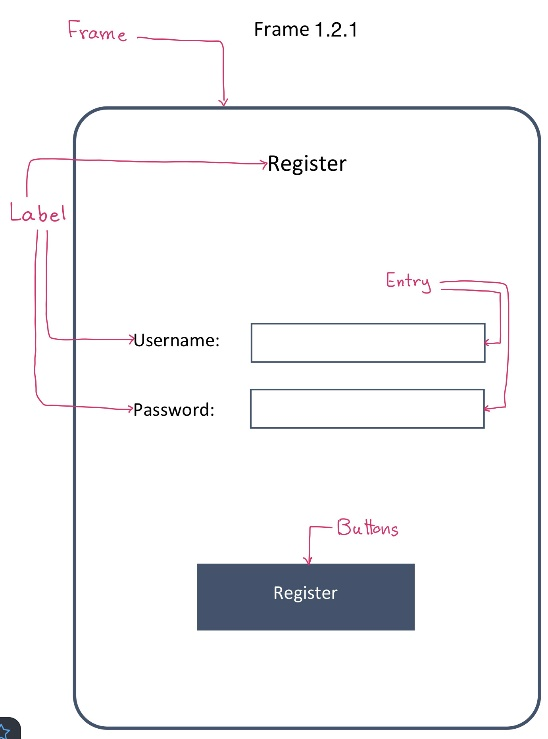 Frame
Frame 1.2.1
Register
Label
Entry
Username:
Password:
Buttons
Register